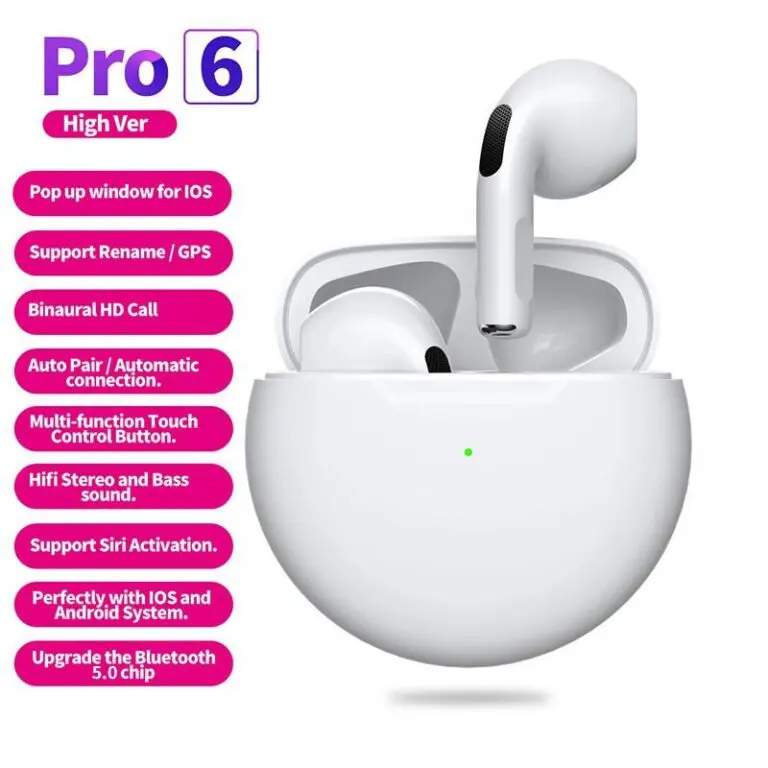 Pro 6
High Ver
Pop up window for IOS
Support Rename / GPS
Binaural HD Call
Auto Pair / Automatic
connection.
Multi-function Touch
Control Button.
Hifi Stereo and Bass
sound.
Support Siri Activation.
Perfectly with IOS and
Android System.
Upgrade the Bluetooth
5.0 chip